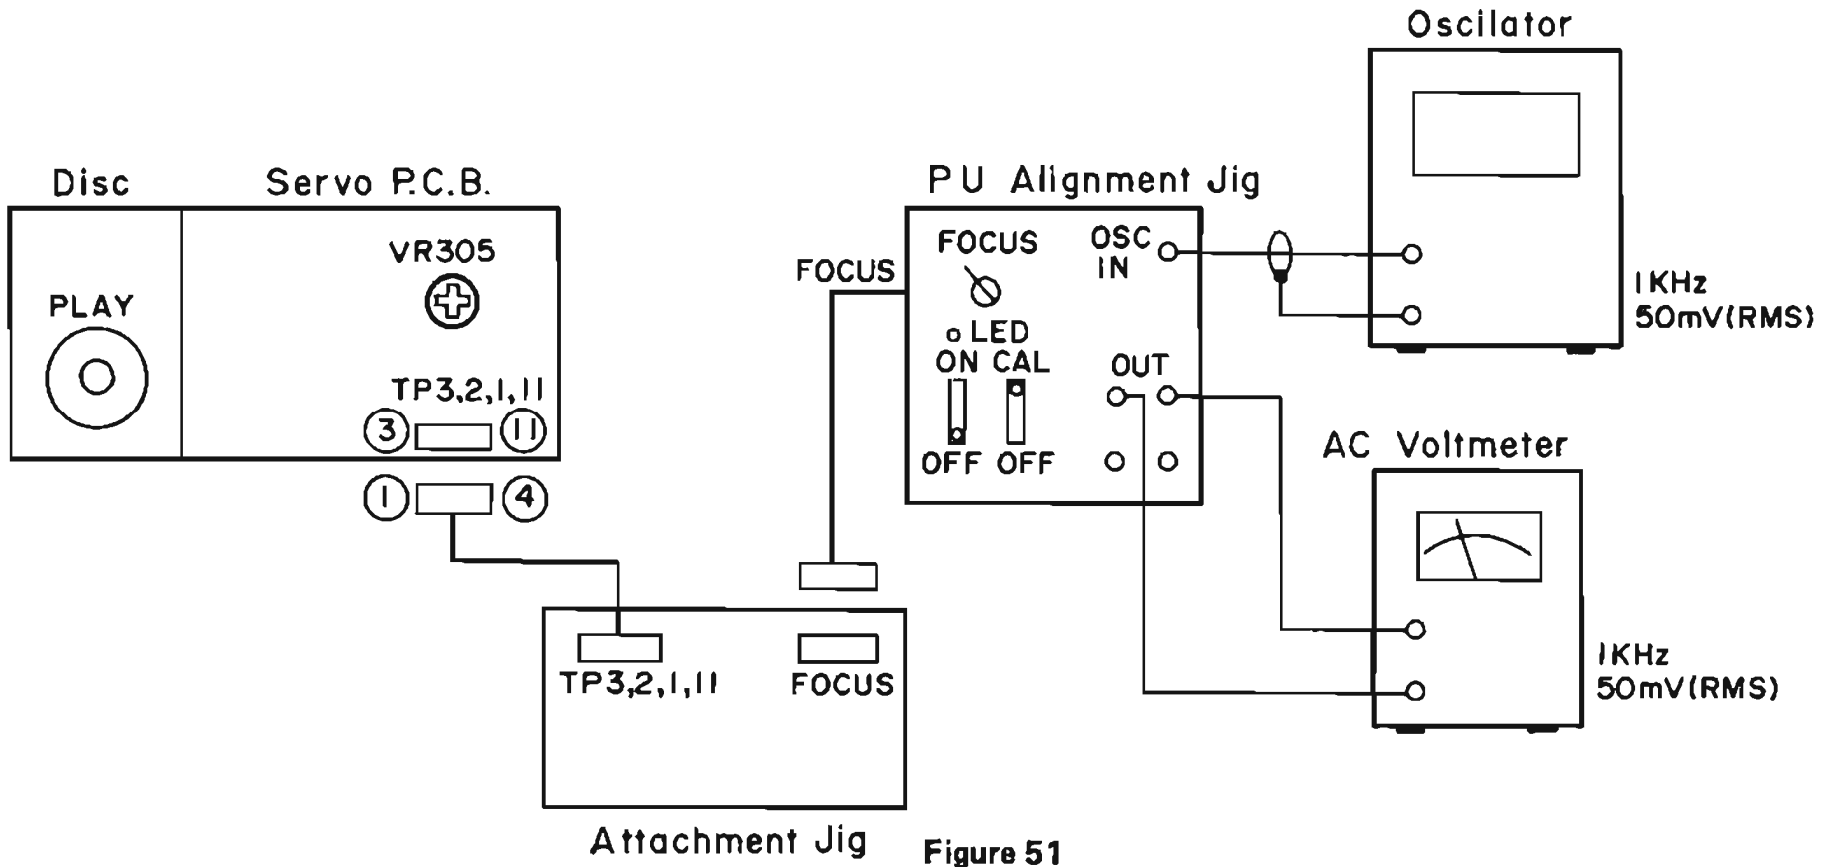 Oscilator
1KHz
50mV(RMS)
Disc
Servo P.C.B.
VR305
PLAY
TP3,2,1,11
3
11
1
4
PU Alignment Jig
FOCUS
FOCUS
OSC
IN
LED
ON CAL
OUT
OFF OFF
AC Voltmeter
1KHz
50mV(RMS)
TP3,2,1,11
FOCUS
Attachment Jig
Figure 51